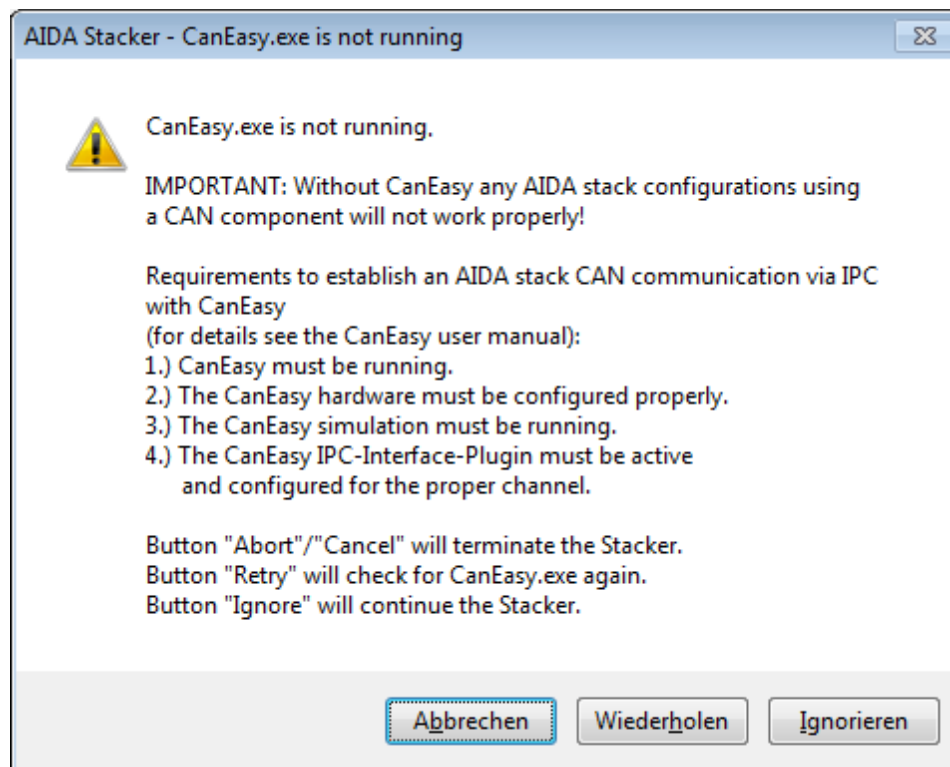 AIDA Stacker - CanEasy.exe is not running
CanEasy.exe is not running.
IMPORTANT: Without CanEasy any AIDA stack configurations using
a CAN component will not work properly!
Requirements to establish an AIDA stack CAN communication via IPC
with CanEasy
(for details see the CanEasy user manual):
1.) CanEasy must be running.
2.) The CanEasy hardware must be configured properly.
3.) The CanEasy simulation must be running.
4.) The CanEasy IPC-Interface-Plugin must be active
and configured for the proper channel.
Button "Abort"/"Cancel" will terminate the Stacker.
Button "Retry" will check for CanEasy.exe again.
Button "Ignore" will continue the Stacker.
Abbrechen
Wiederholen
Ignorieren